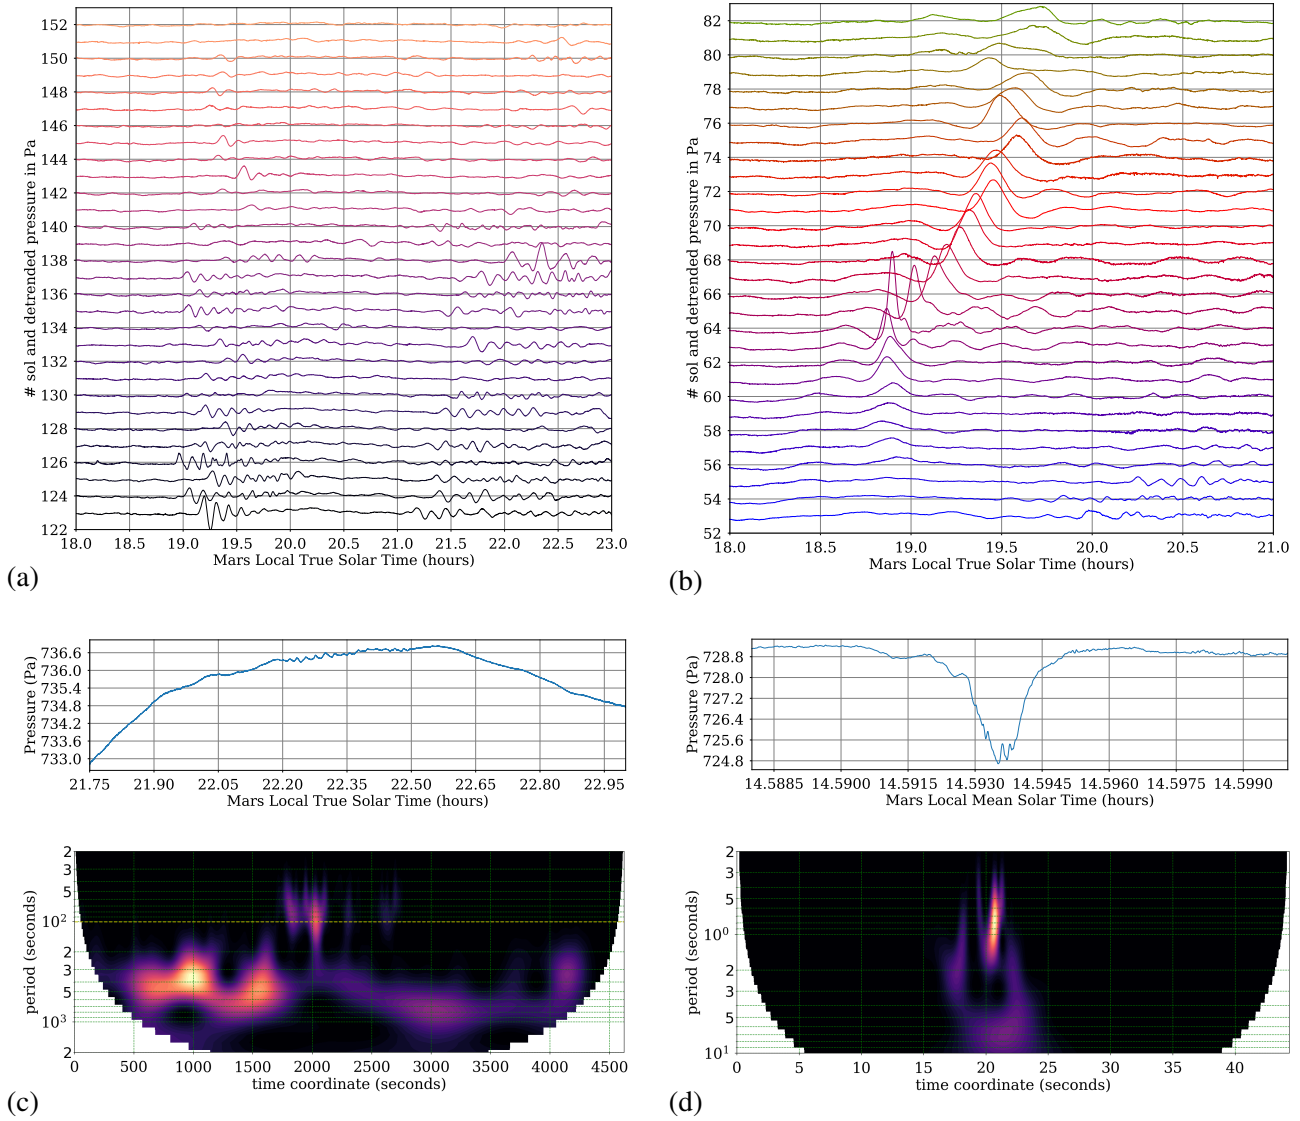 # sol and detrended pressure in Pa
152
150
148
146
144
142
140
138
136
134
132
130
128
126
124
122
18.0 18.5 19.0 19.5 20.0 20.5 21.0 21.5 22.0 22.5 23.0
Mars Local True Solar Time (hours)
(a)
# sol and detrended pressure in Pa
82
80
78
76
74
72
70
68
66
64
62
60
58
56
54
52
18.0 18.5 19.0 19.5 20.0 20.5 21.0
Mars Local True Solar Time (hours)
(b)
Pressure (Pa)
736.6
736.0
735.4
734.8
734.2
733.6
733.0
21.75 21.90 22.05 22.20 22.35 22.50 22.65 22.80 22.95
Mars Local True Solar Time (hours)
period (seconds)
2
3
5
10²
2
3
5
10³
2
0 500 1000 1500 2000 2500 3000 3500 4000 4500
time coordinate (seconds)
(c)
Pressure (Pa)
728.8
728.0
727.2
726.4
725.6
724.8
14.5885 14.5900 14.5915 14.5930 14.5945 14.5960 14.5975 14.5990
Mars Local Mean Solar Time (hours)
period (seconds)
2
3
5
10⁰
2
3
5
10¹
0 5 10 15 20 25 30 35 40
time coordinate (seconds)
(d)